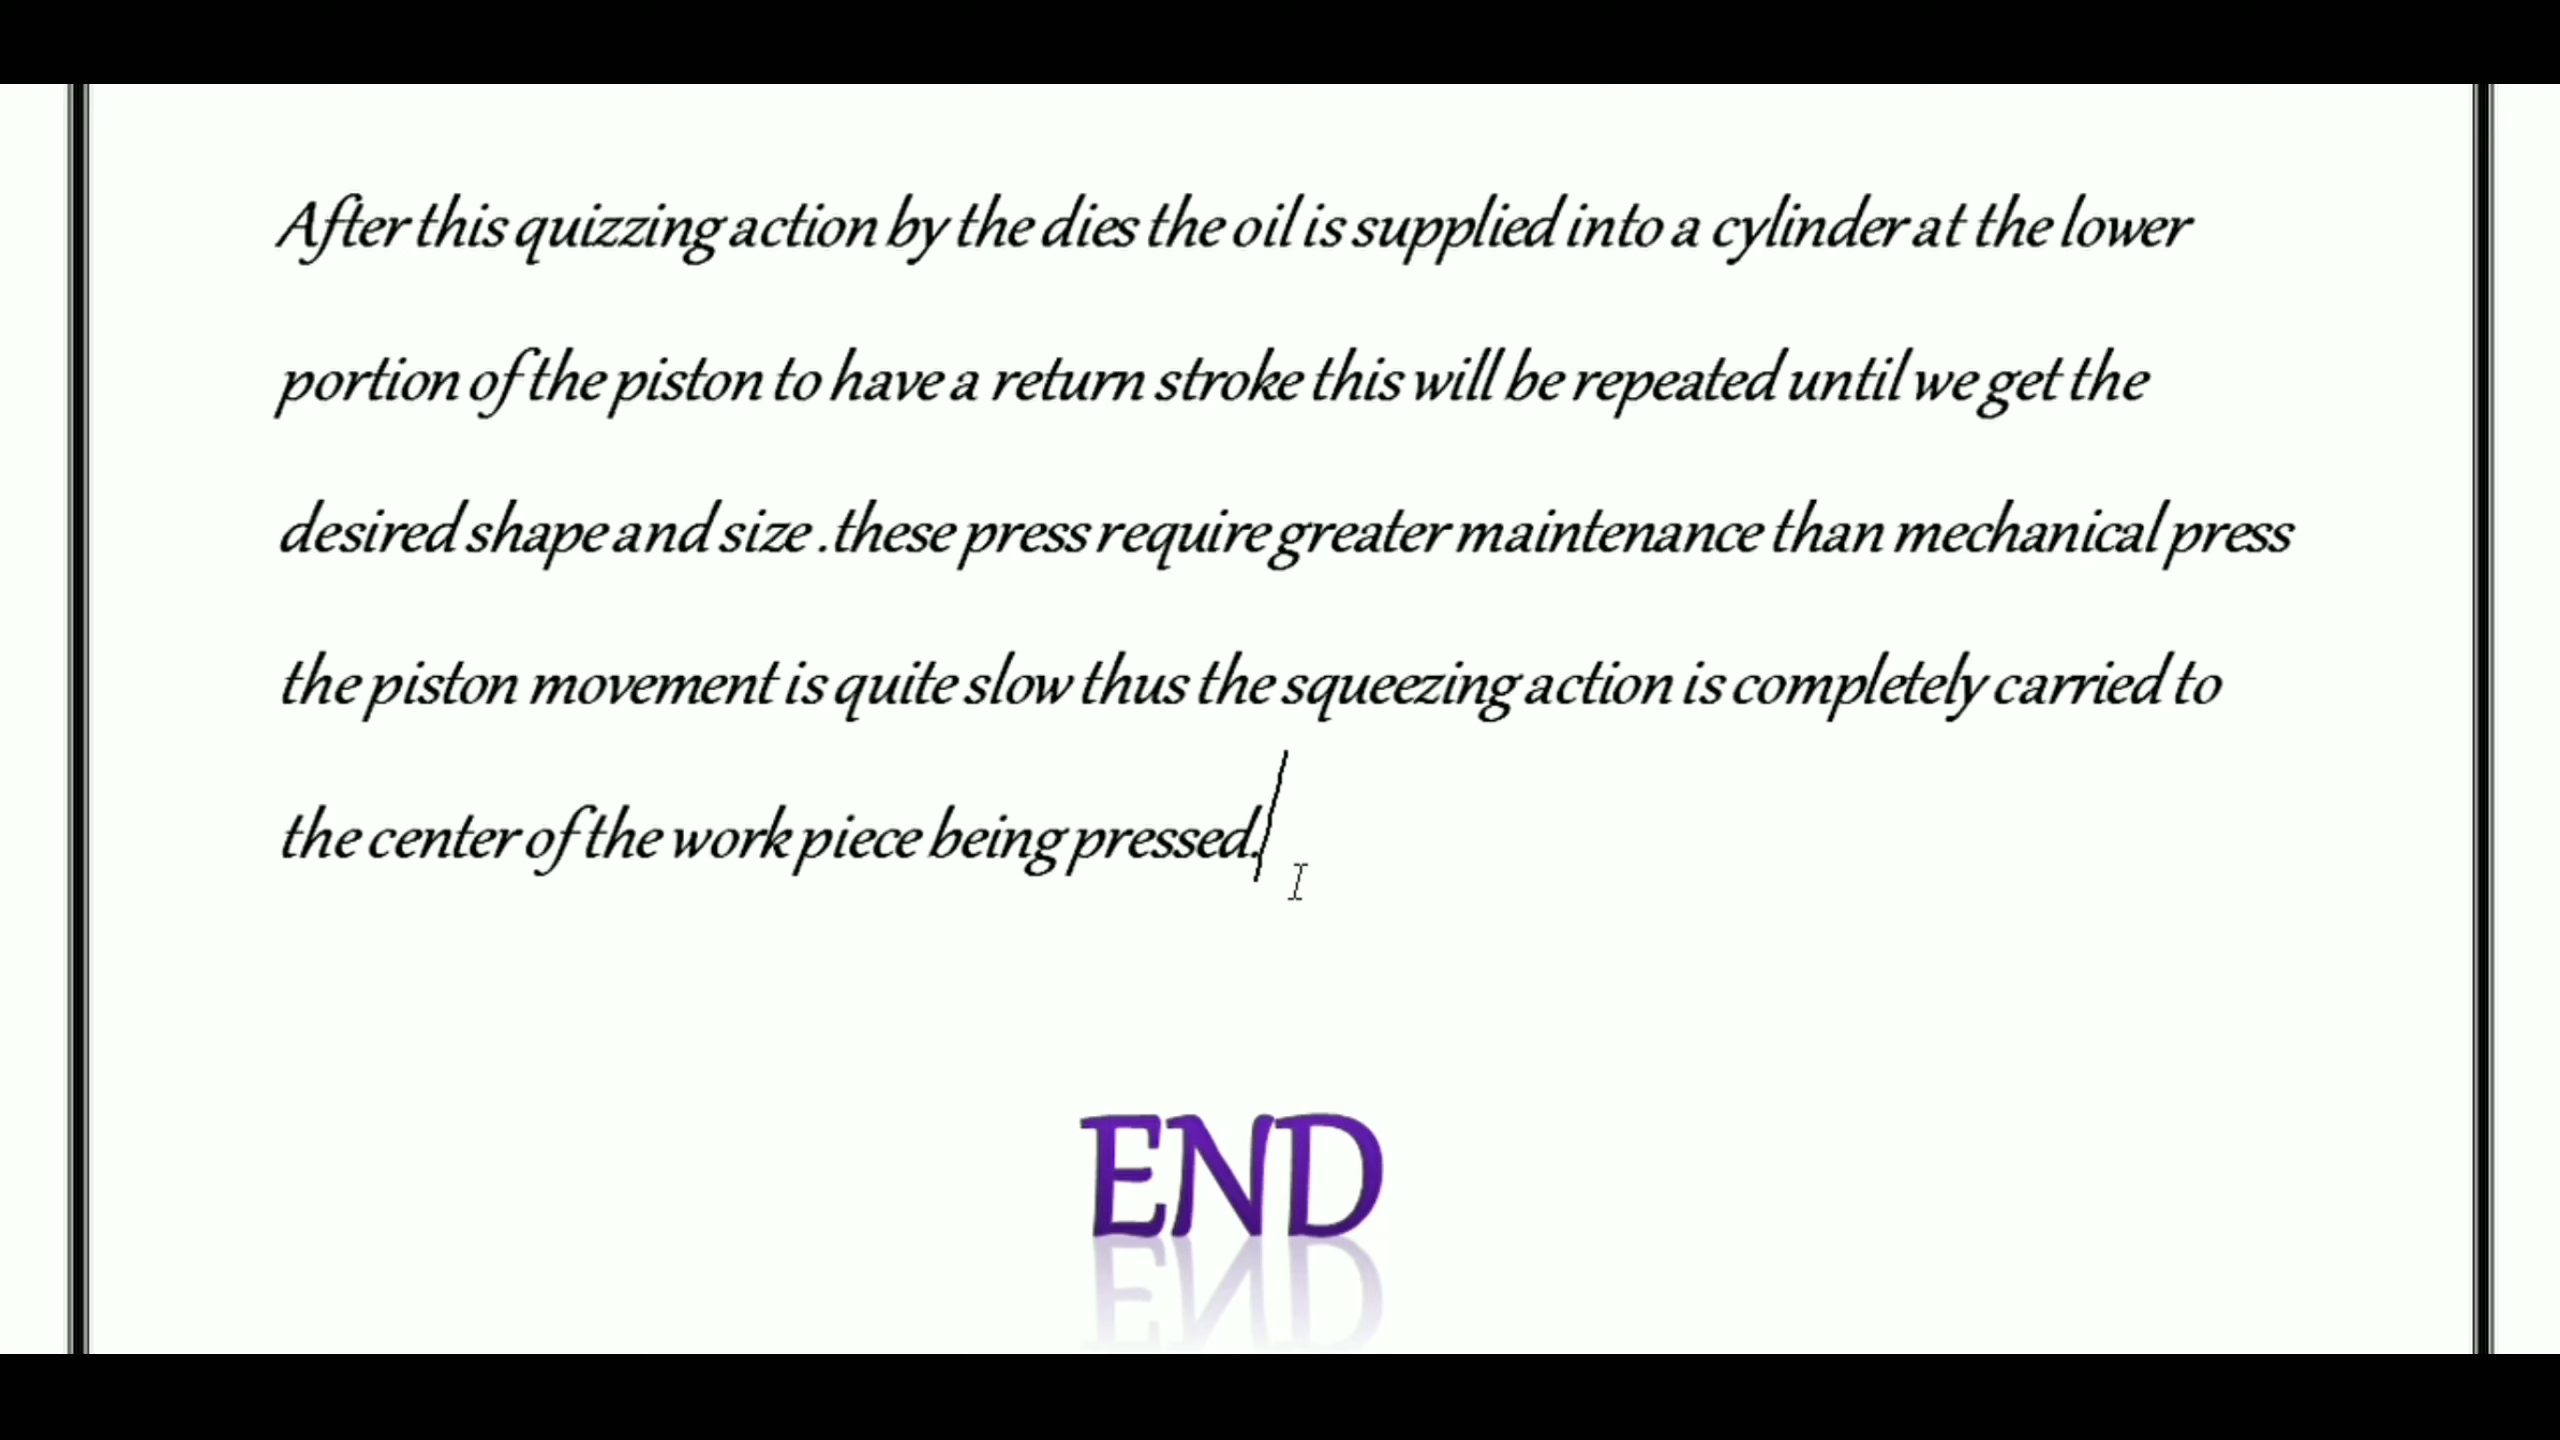 After this quizzing action by the dies the oil is supplied into a cylinder at the lower
portion of the piston to have a return stroke this will be repeated until we get the
desired shape and size .these press require greater maintenance than mechanical press
the piston movement is quite slow thus the squeezing action is completely carried to
the center of the work piece being pressed.
END